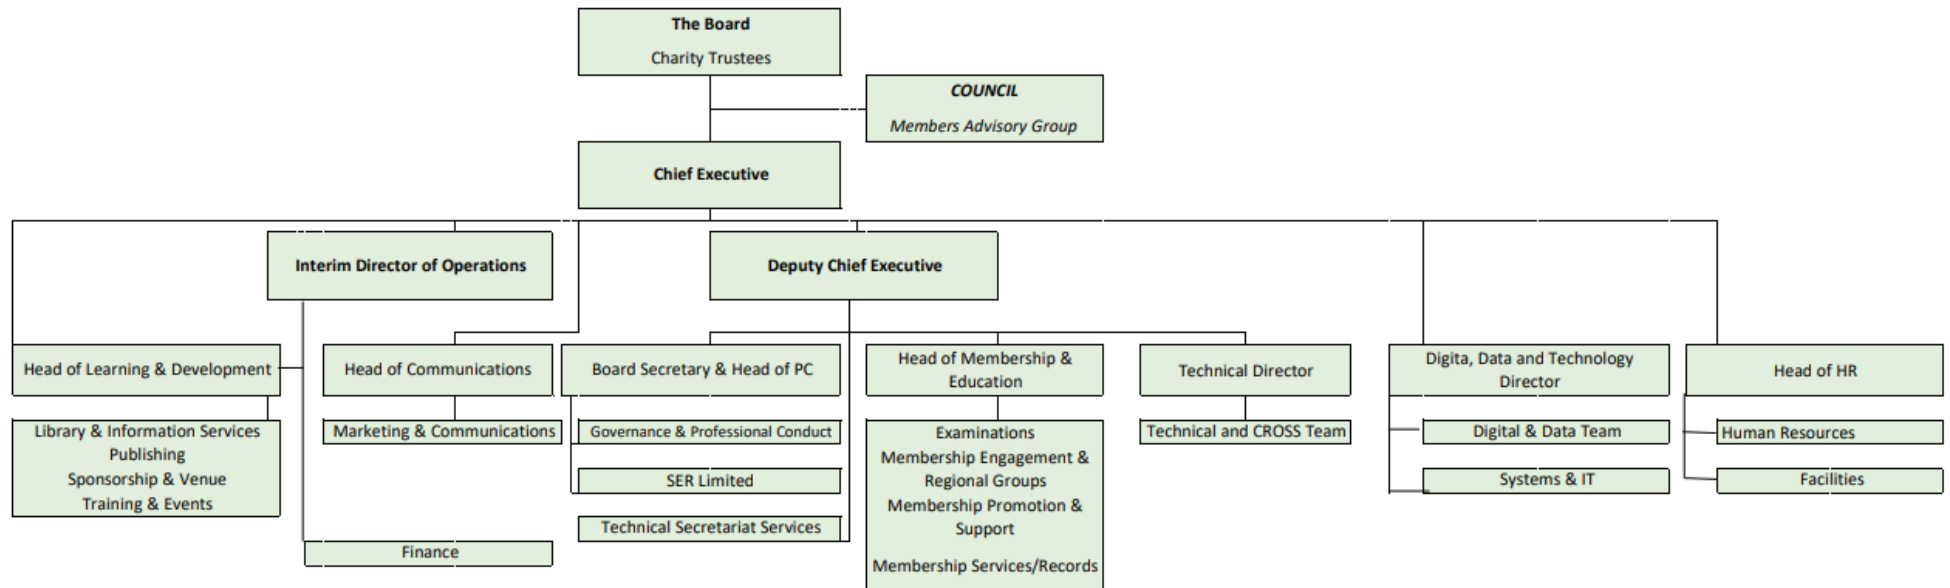 The Board
Charity Trustees
COUNCIL
Members Advisory Group
Chief Executive
Interim Director of Operations
Deputy Chief Executive
Head of Learning & Development
Head of Communications
Board Secretary & Head of PC
Head of Membership &
Education
Technical Director
Digita, Data and Technology
Director
Head of HR
Library & Information Services
Publishing
Sponsorship & Venue
Training & Events
Marketing & Communications
Governance & Professional Conduct
SER Limited
Technical Secretariat Services
Examinations
Membership Engagement &
Regional Groups
Membership Promotion &
Support
Membership Services/Records
Technical and CROSS Team
Digital & Data Team
Systems & IT
Human Resources
Facilities
Finance